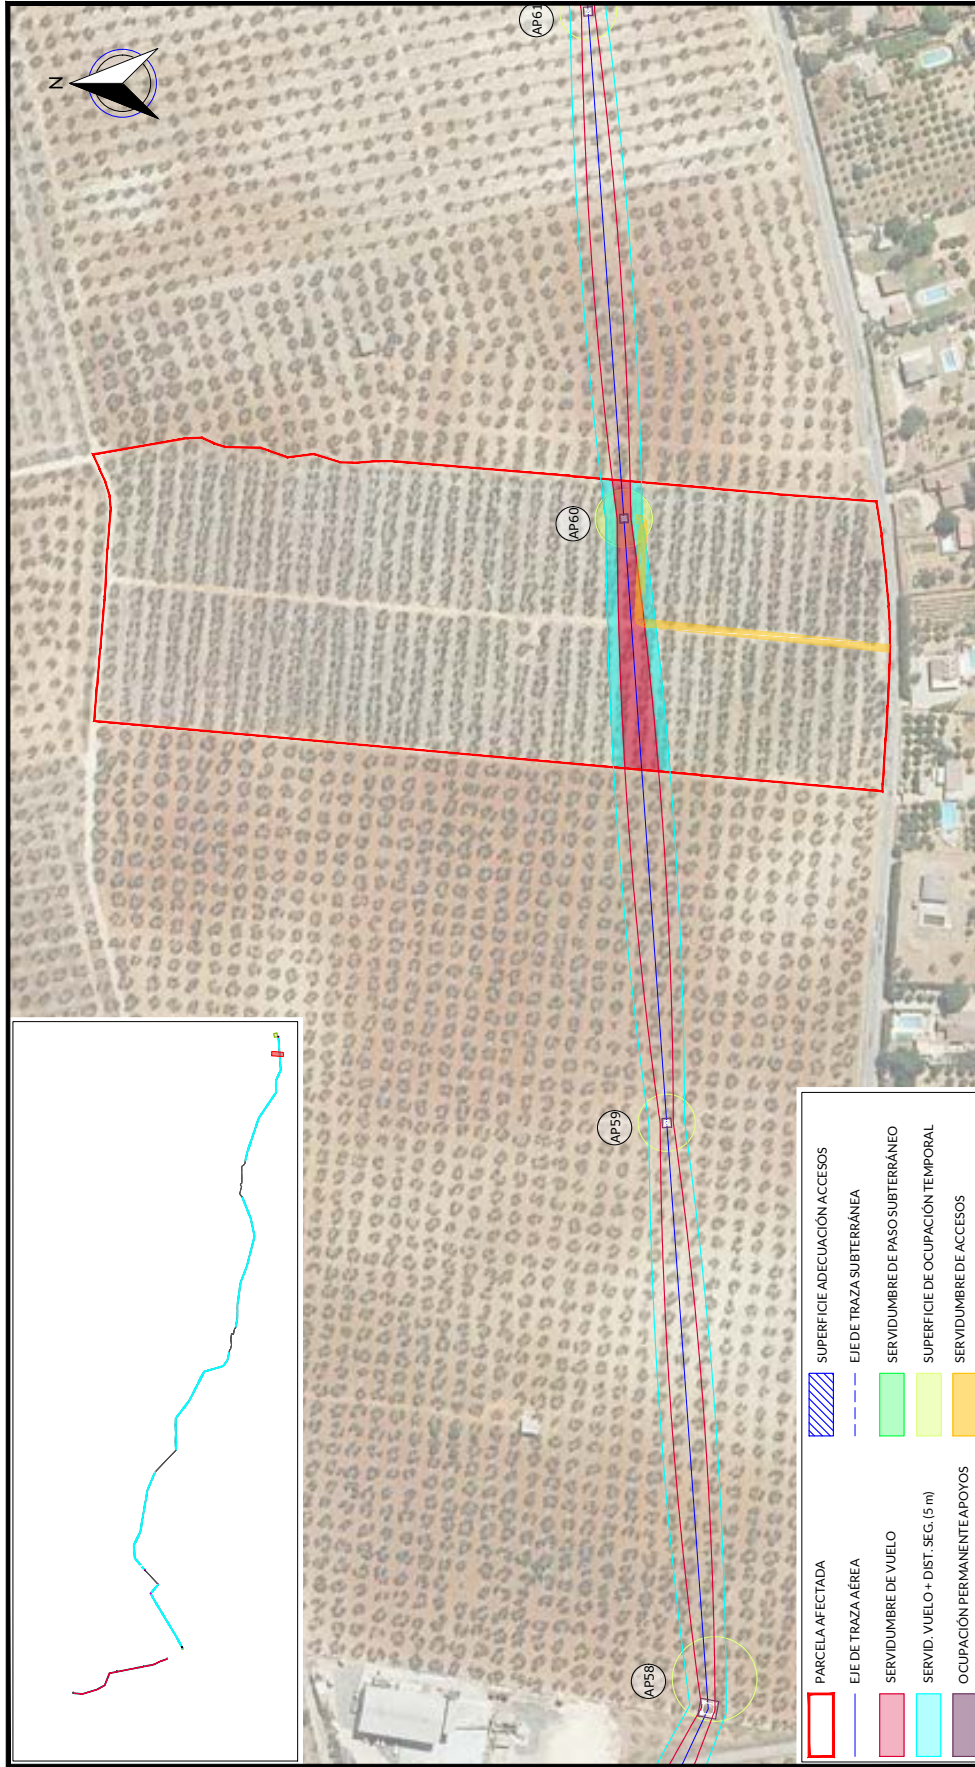 N
AP61
AP60
AP59
AP58
PARCELA AFECTADA
EJE DE TRAZA AÉREA
SERVIDUMBRE DE VUELO
SERVID. VUELO + DIST. SEG. (5 m)
OCUPACIÓN PERMANENTE APOYOS
SUPERFICIE ADECUACIÓN ACCESOS
EJE DE TRAZA SUBTERRÁNEA
SERVIDUMBRE DE PASO SUBTERRÁNEO
SUPERFICIE DE OCUPACIÓN TEMPORAL
SERVIDUMBRE DE ACCESOS